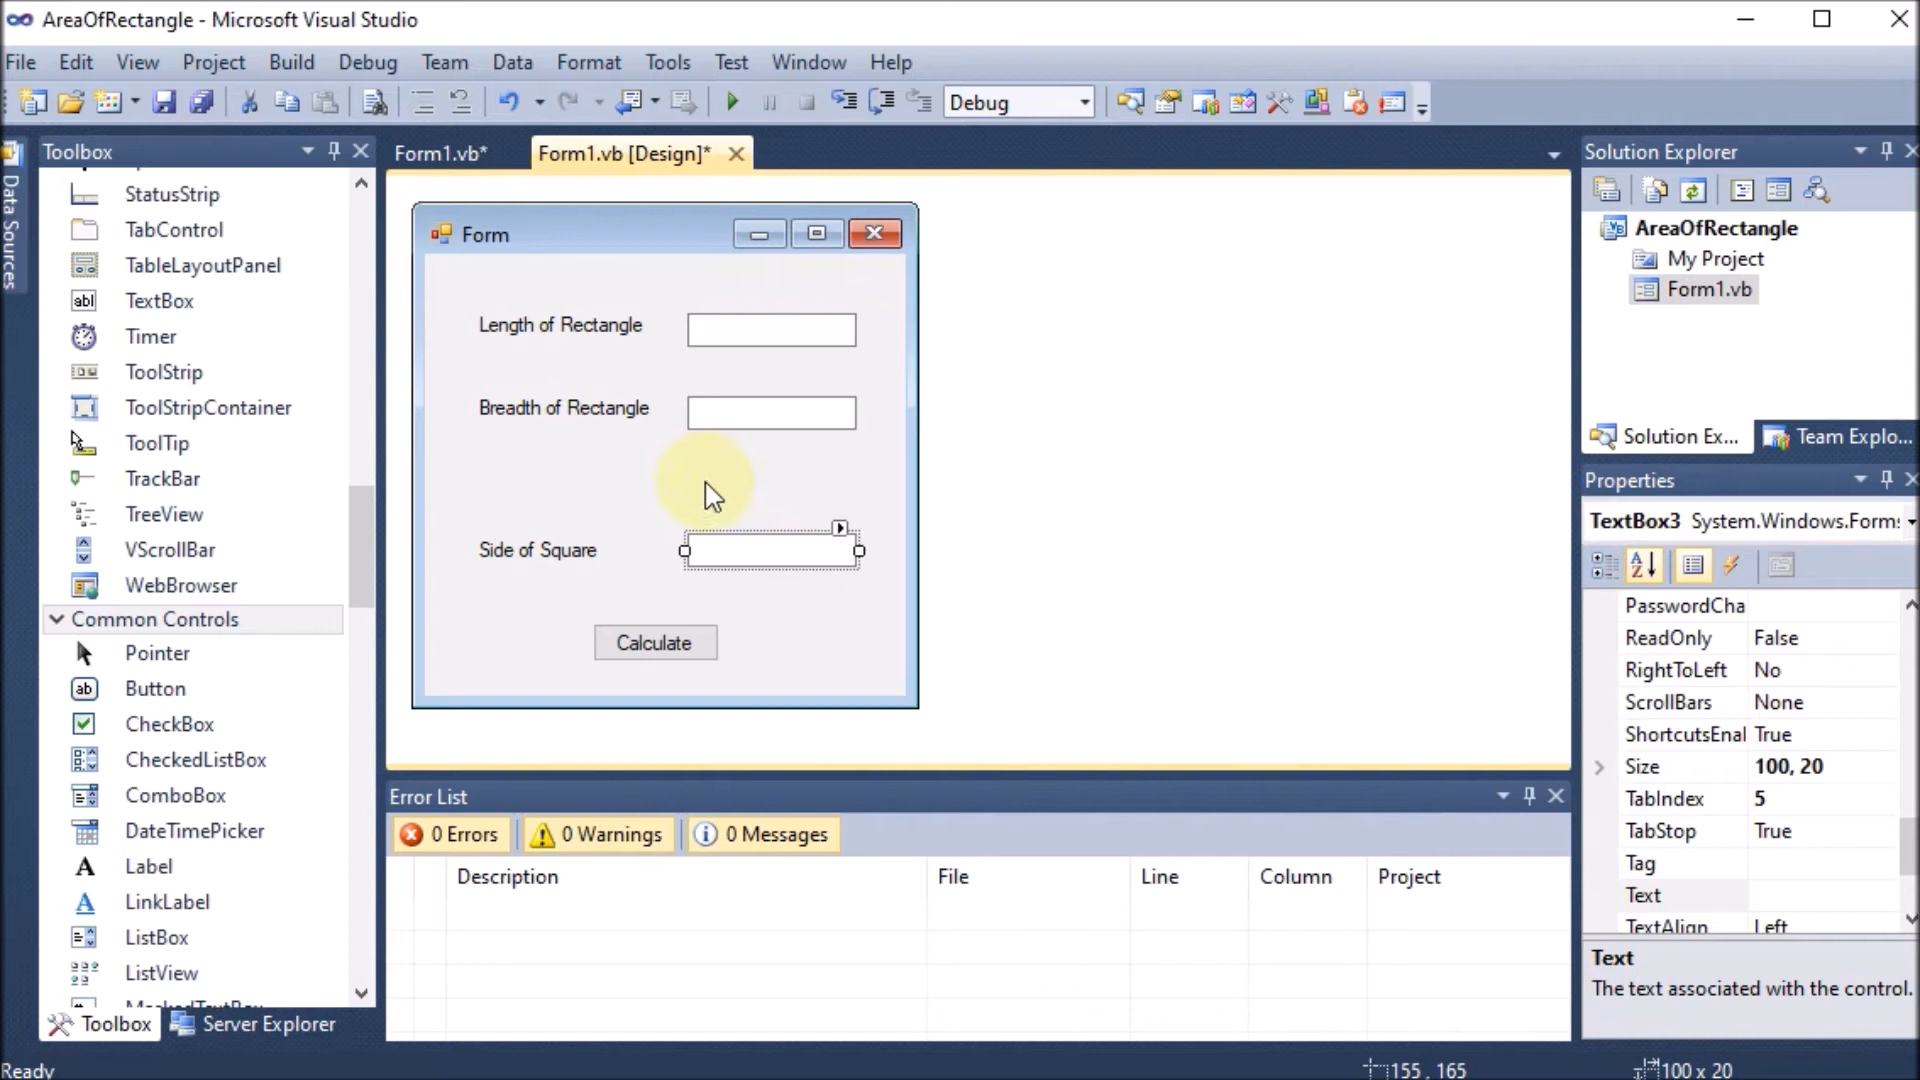 AreaOfRectangle - Microsoft Visual Studio
File Edit View Project Build Debug Team Data Format Tools Test Window Help
Debug
Data Sources
Toolbox
StatusStrip
TabControl
TableLayoutPanel
abl TextBox
Timer
ToolStrip
ToolStripContainer
ToolTip
TrackBar
TreeView
VScrollBar
WebBrowser
Common Controls
Pointer
ab Button
CheckBox
CheckedListBox
ComboBox
DateTimePicker
A Label
A LinkLabel
ListBox
ListView
MaskedTextBox
Toolbox Server Explorer
Form1.vb* Form1.vb [Design]*
Form
Length of Rectangle
Breadth of Rectangle
Side of Square
Calculate
Error List
0 Errors 0 Warnings 0 Messages
Description File Line Column Project
Solution Explorer
VB AreaOfRectangle
My Project
Form1.vb
Solution Ex... Team Explo...
Properties
TextBox3 System.Windows.Form
A Z
PasswordCha
ReadOnly False
RightToLeft No
ScrollBars None
ShortcutsEnal True
Size 100, 20
TabIndex 5
TabStop True
Tag
Text
TextAlign Left
Text
The text associated with the control.
Ready 155 , 165 100 x 20